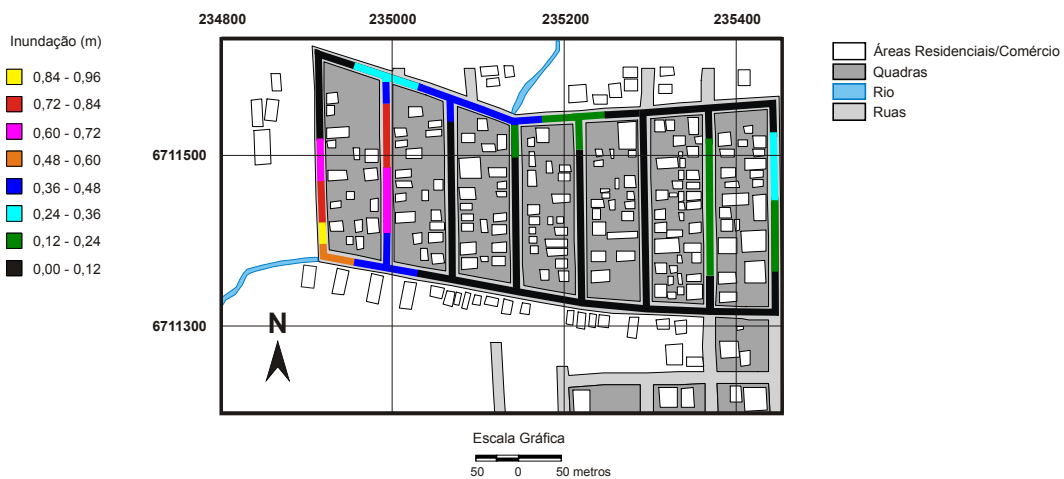 234800
235000
235200
235400
Inundação (m)
0,84 - 0,96
0,72 - 0,84
0,60 - 0,72
0,48 - 0,60
0,36 - 0,48
0,24 - 0,36
0,12 - 0,24
0,00 - 0,12
Áreas Residenciais/Comércio
Quadras
Rio
Ruas
6711500
6711300
N
Escala Gráfica
50 0 50 metros